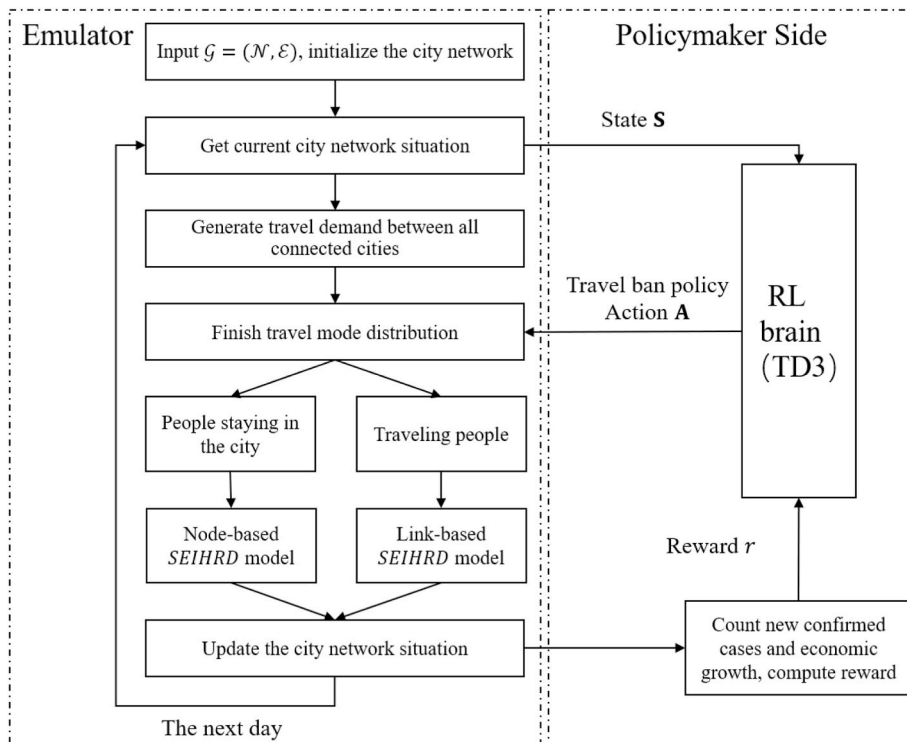 Emulator
Policymaker Side
Input 𝒢 = (𝒩, ℰ), initialize the city network
State S
Get current city network situation
Generate travel demand between all
connected cities
Travel ban policy
Action A
RL
brain
(TD3)
Finish travel mode distribution
People staying in
the city
Traveling people
Node-based
SEIHRD model
Link-based
SEIHRD model
Reward r
Update the city network situation
Count new confirmed
cases and economic
growth, compute reward
The next day